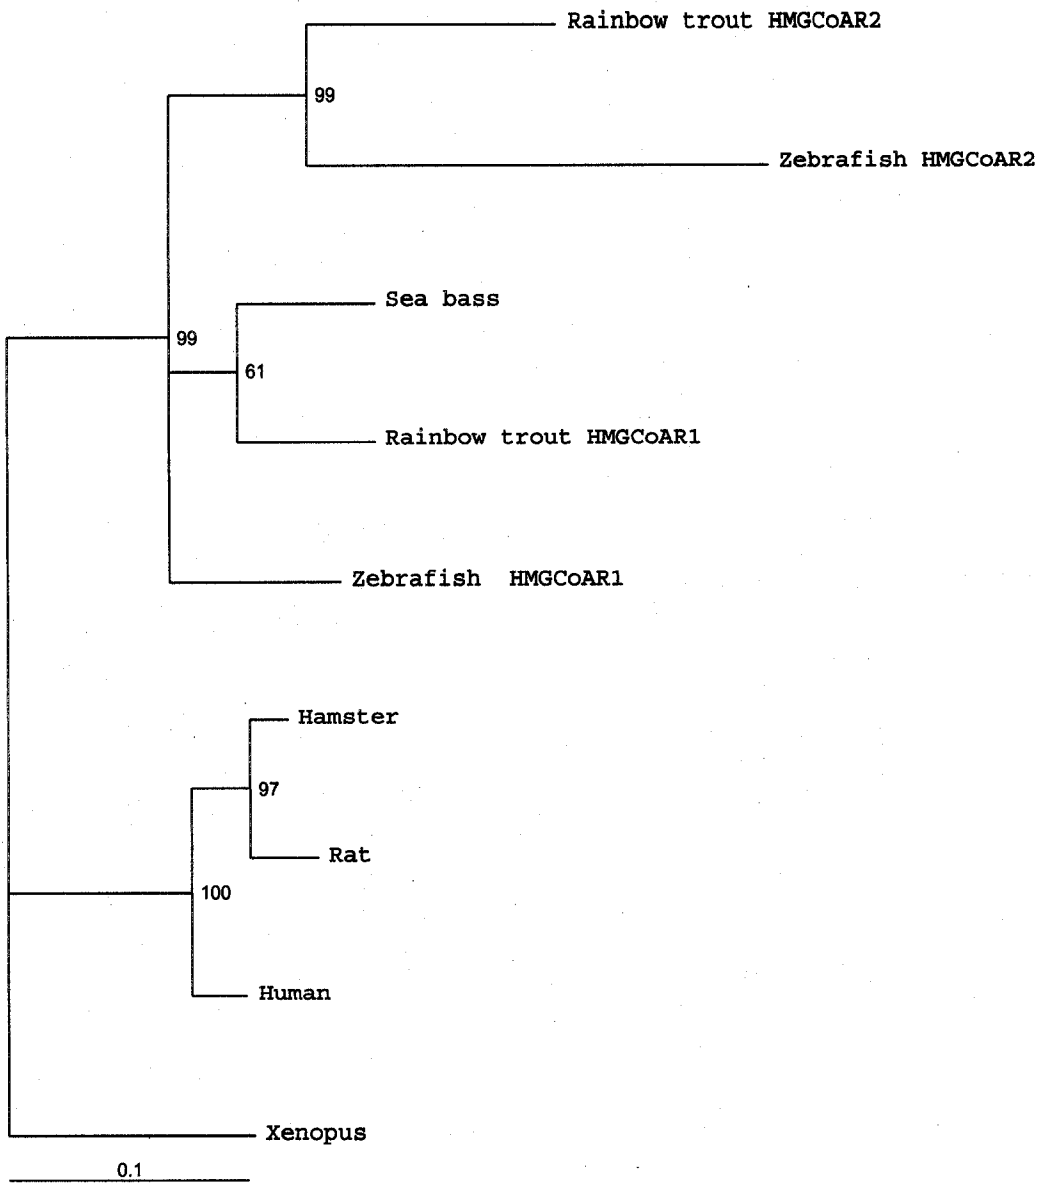 Rainbow trout HMGCoAR2
99
Zebrafish HMGCoAR2
Sea bass
99
61
Rainbow trout HMGCoAR1
Zebrafish HMGCoAR1
Hamster
97
Rat
100
Human
Xenopus
0.1